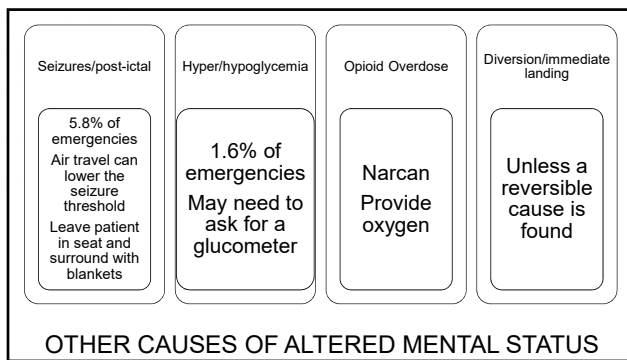 Seizures/post-ictal
5.8% of
emergencies
Air travel can
lower the
seizure
threshold
Leave patient
in seat and
surround with
blankets
Hyper/hypoglycemia
1.6% of
emergencies
May need to
ask for a
glucometer
Opioid Overdose
Narcan
Provide
oxygen
Diversion/immediate
landing
Unless a
reversible
cause is
found
OTHER CAUSES OF ALTERED MENTAL STATUS